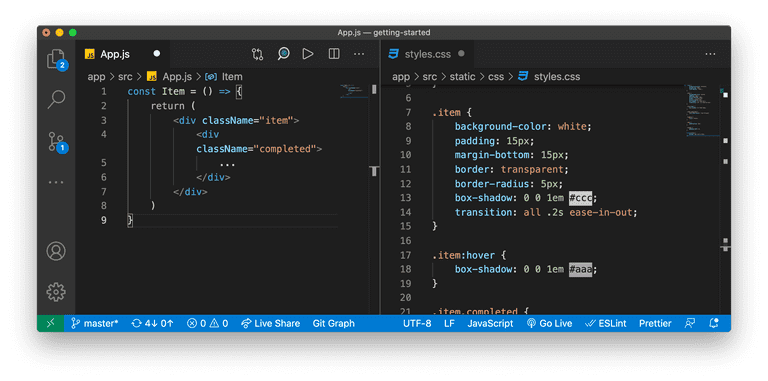 App.js — getting-started
JS App.js
app > src > JS App.js > Item
1 const Item = () => {
2 return (
3 <div className="item">
4 <div
className="completed">
5 ...
6 </div>
7 </div>
8 )
9 }
styles.css
app > src > static > css > styles.css
6
7 .item {
8 background-color: white;
9 padding: 15px;
10 margin-bottom: 15px;
11 border: transparent;
12 border-radius: 5px;
13 box-shadow: 0 0 1em #ccc;
14 transition: all .2s ease-in-out;
15 }
16
17 .item:hover {
18 box-shadow: 0 0 1em #aaa;
19 }
20
21 .item.completed {
2
1
master* 4↓ 0↑ 0 0 Live Share Git Graph UTF-8 LF JavaScript Go Live ESLint Prettier